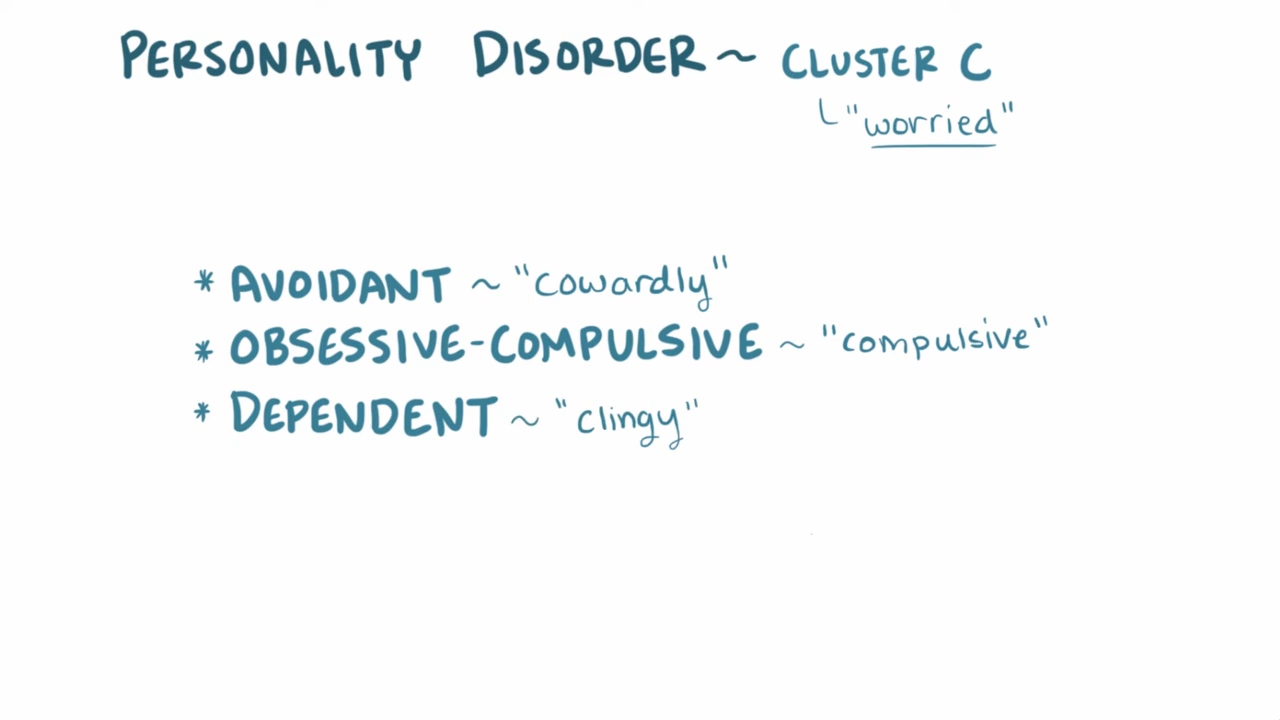 PERSONALITY DISORDER ~ CLUSTER C
"worried"
* AVOIDANT ~ "cowardly"
* OBSESSIVE-COMPULSIVE ~ "compulsive"
* DEPENDENT ~ "clingy"